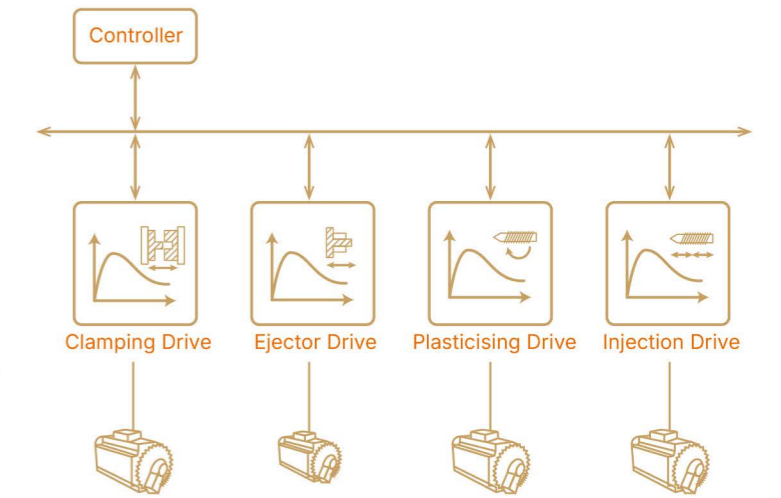 Controller
Clamping Drive
Ejector Drive
Plasticising Drive
Injection Drive